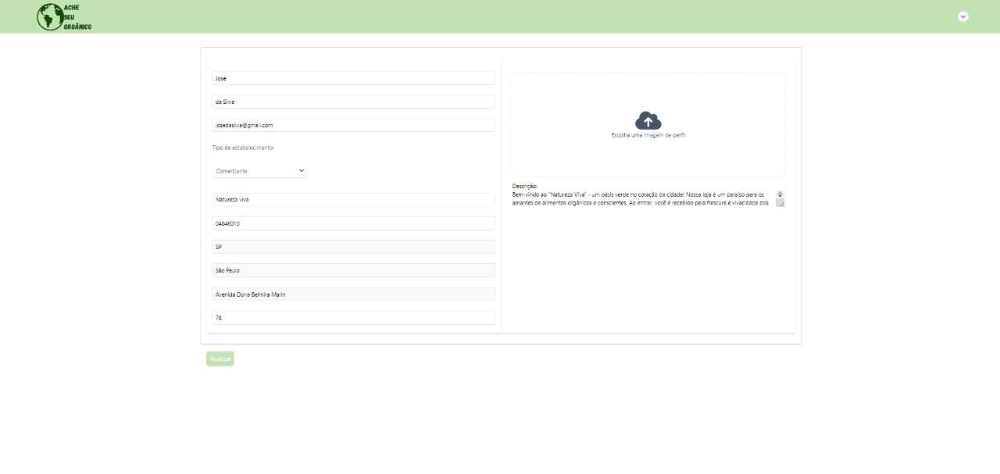 ACHE
SEU
ORGÂNICO
José
da Silva
josedasilva@gmail.com
Tipo de estabelecimento:
Comerciante
Natureza viva
04846010
SP
São Paulo
Avenida Dona Belmira Marin
78
Atualizar
Escolha uma imagem de perfil
Descrição:
Bem-vindo ao "Natureza Viva" - um oásis verde no coração da cidade! Nossa loja é um paraíso para os
amantes de alimentos orgânicos e conscientes. Ao entrar, você é recebido pela frescura e vivacidade dos